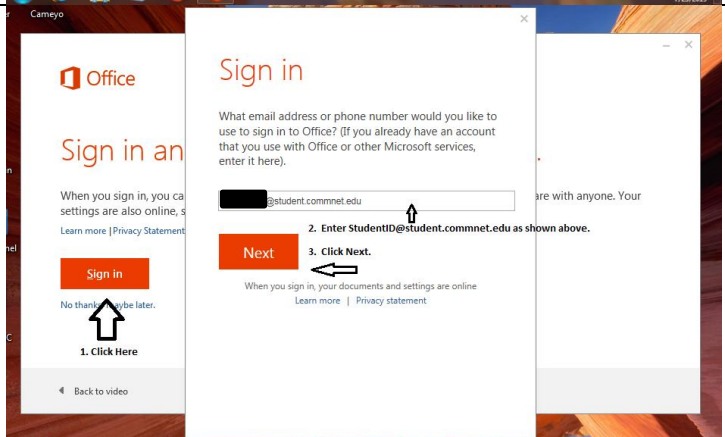 Cameyo
Office
Sign in an
When you sign in, you ca
settings are also online, s
are with anyone. Your
Learn more | Privacy Statement
Sign in
No thanks, maybe later.
1. Click Here
Back to video
Sign in
What email address or phone number would you like to
use to sign in to Office? (If you already have an account
that you use with Office or other Microsoft services,
enter it here).
@student.commnet.edu
2. Enter StudentID@student.commnet.edu as shown above.
Next
3. Click Next.
When you sign in, your documents and settings are online
Learn more | Privacy statement